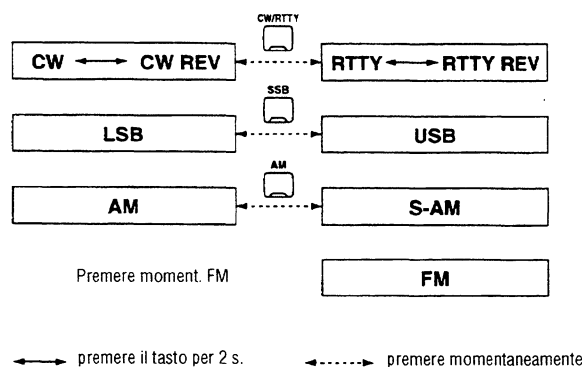 CW/RTTY
CW CW REV RTTY RTTY REV
SSB
LSB USB
AM
AM S-AM
Premere moment. FM FM
premere il tasto per 2 s. premere momentaneamente